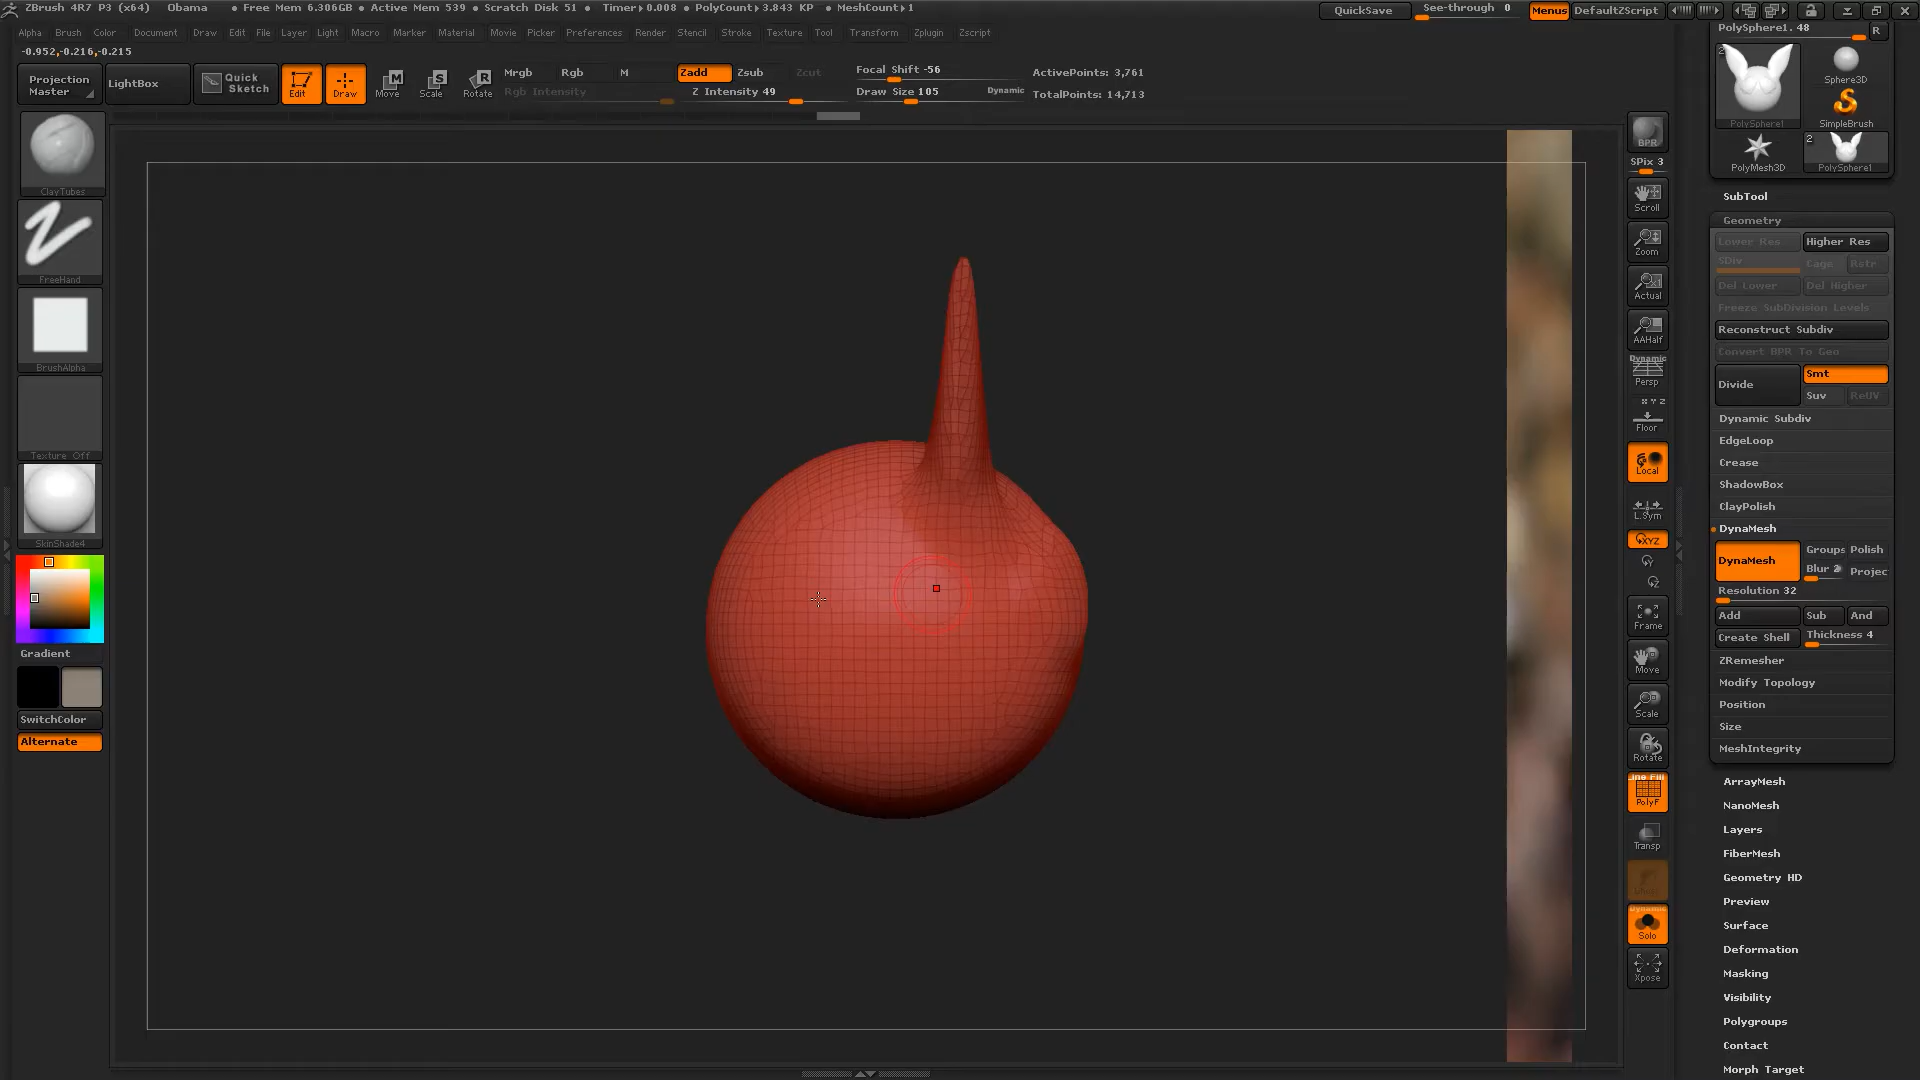 ZBrush 4R7 P3 (x64) Obama • Free Mem 6.306GB • Active Mem 539 • Scratch Disk 51 • Timer▸0.008 • PolyCount▸3.843 KP • MeshCount▸1 QuickSave See-through 0 Menus DefaultZScript
Alpha Brush Color Document Draw Edit File Layer Light Macro Marker Material Movie Picker Preferences Render Stencil Stroke Texture Tool Transform Zplugin Zscript
-0.952,-0.216,-0.215
Projection Master
LightBox
Quick Sketch
Edit
Draw
Move
Scale
Rotate
Mrgb Rgb M
Rgb Intensity
Zadd Zsub Zcut
Z Intensity 49
Focal Shift -56
Draw Size 105 Dynamic
ActivePoints: 3,761
TotalPoints: 14,713
ClayTubes
FreeHand
BrushAlpha
Texture Off
SkinShade4
Gradient
SwitchColor
Alternate
BPR
SPix 3
Scroll
Zoom
Actual
AAHalf
Dynamic
Persp
X Y Z
Floor
Local
L.Sym
XYZ
Frame
Move
Scale
Rotate
Line Fill
PolyF
Transp
Dynamic
Solo
Xpose
PolySphere1. 48 R
2
PolySphere1
Sphere3D
SimpleBrush
PolyMesh3D
2
PolySphere1
SubTool
Geometry
Lower Res Higher Res
SDiv Cage Rstr
Del Lower Del Higher
Freeze SubDivision Levels
Reconstruct Subdiv
Convert BPR To Geo
Divide Smt
Suv ReUV
Dynamic Subdiv
EdgeLoop
Crease
ShadowBox
ClayPolish
DynaMesh
DynaMesh Groups Polish
Blur 2 Projec
Resolution 32
Add Sub And
Create Shell Thickness 4
ZRemesher
Modify Topology
Position
Size
MeshIntegrity
ArrayMesh
NanoMesh
Layers
FiberMesh
Geometry HD
Preview
Surface
Deformation
Masking
Visibility
Polygroups
Contact
Morph Target